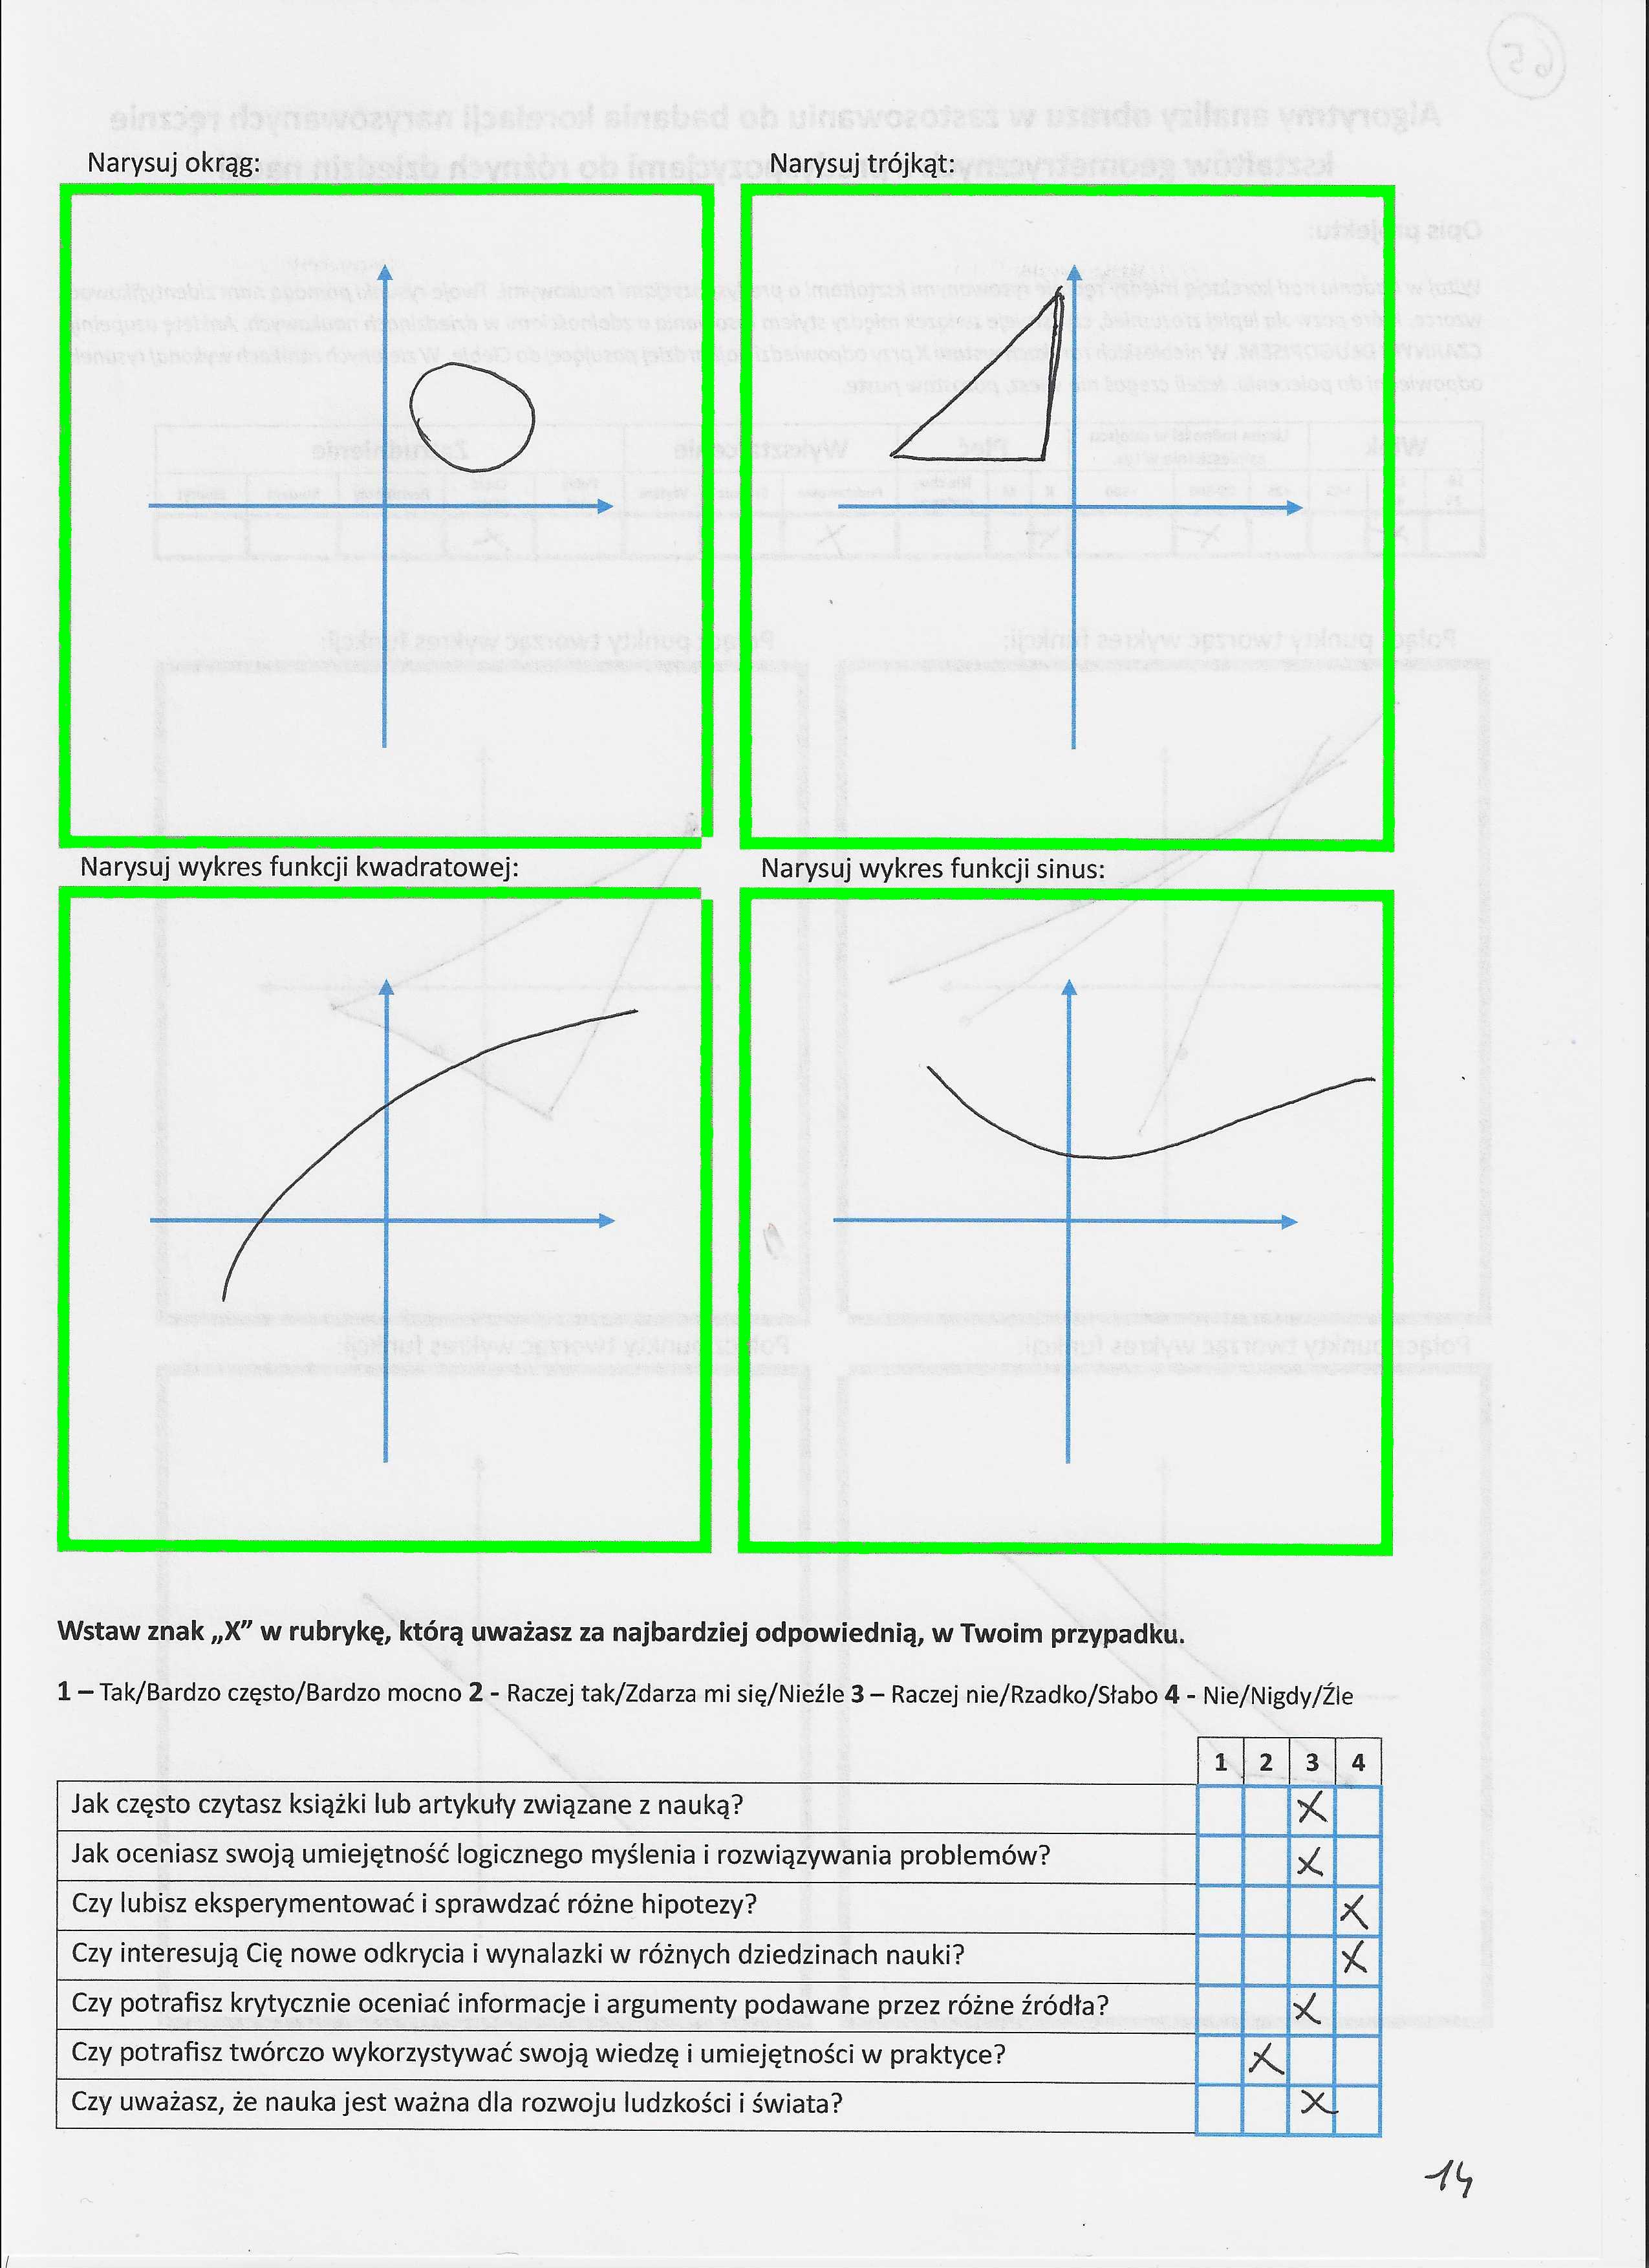 Narysuj okrąg:
Narysuj trójkąt:
Narysuj wykres funkcji kwadratowej:
Narysuj wykres funkcji sinus:
Wstaw znak „X” w rubrykę, którą uważasz za najbardziej odpowiednią, w Twoim przypadku.
1 – Tak/Bardzo często/Bardzo mocno 2 - Raczej tak/Zdarza mi się/Nieźle 3 – Raczej nie/Rzadko/Słabo 4 - Nie/Nigdy/Źle
1 2 3 4
Jak często czytasz książki lub artykuły związane z nauką? X
Jak oceniasz swoją umiejętność logicznego myślenia i rozwiązywania problemów? X
Czy lubisz eksperymentować i sprawdzać różne hipotezy? X
Czy interesują Cię nowe odkrycia i wynalazki w różnych dziedzinach nauki? X
Czy potrafisz krytycznie oceniać informacje i argumenty podawane przez różne źródła? X
Czy potrafisz twórczo wykorzystywać swoją wiedzę i umiejętności w praktyce? X
Czy uważasz, że nauka jest ważna dla rozwoju ludzkości i świata? X
14